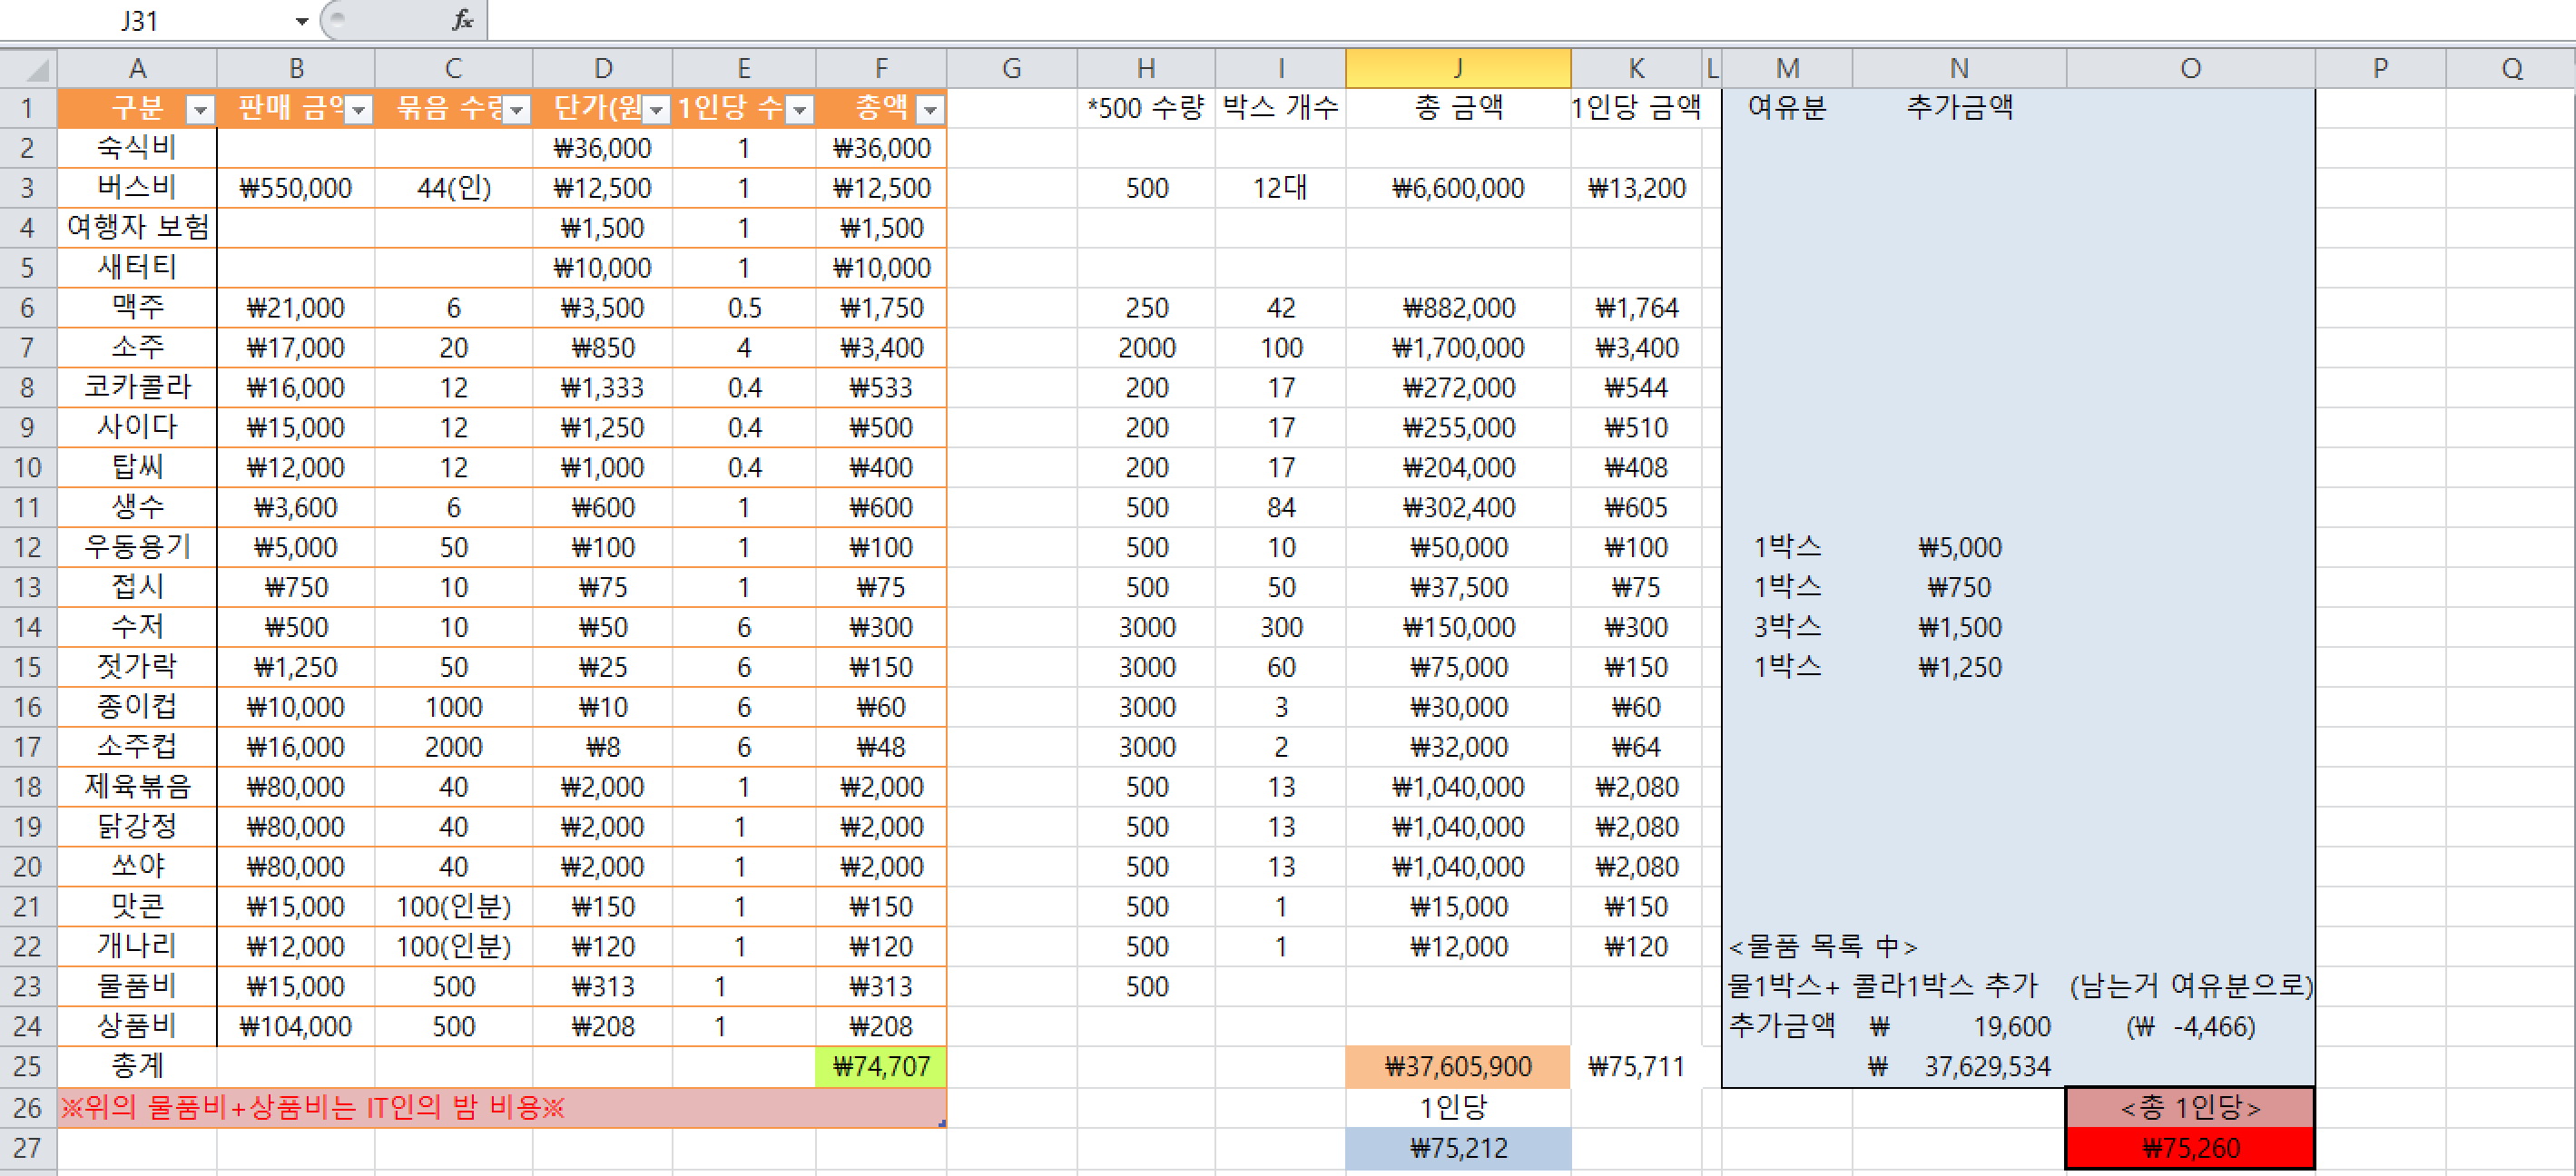 J31 fx
A B C D E F G H I J K L M N O P Q
1 구분 판매 금액 묶음 수량 단가(원 1인당 수 총액 *500 수량 박스 개수 총 금액 1인당 금액 여유분 추가금액
2 숙식비 ₩36,000 1 ₩36,000
3 버스비 ₩550,000 44(인) ₩12,500 1 ₩12,500 500 12대 ₩6,600,000 ₩13,200
4 여행자 보험 ₩1,500 1 ₩1,500
5 새터티 ₩10,000 1 ₩10,000
6 맥주 ₩21,000 6 ₩3,500 0.5 ₩1,750 250 42 ₩882,000 ₩1,764
7 소주 ₩17,000 20 ₩850 4 ₩3,400 2000 100 ₩1,700,000 ₩3,400
8 코카콜라 ₩16,000 12 ₩1,333 0.4 ₩533 200 17 ₩272,000 ₩544
9 사이다 ₩15,000 12 ₩1,250 0.4 ₩500 200 17 ₩255,000 ₩510
10 탑씨 ₩12,000 12 ₩1,000 0.4 ₩400 200 17 ₩204,000 ₩408
11 생수 ₩3,600 6 ₩600 1 ₩600 500 84 ₩302,400 ₩605
12 우동용기 ₩5,000 50 ₩100 1 ₩100 500 10 ₩50,000 ₩100 1박스 ₩5,000
13 접시 ₩750 10 ₩75 1 ₩75 500 50 ₩37,500 ₩75 1박스 ₩750
14 수저 ₩500 10 ₩50 6 ₩300 3000 300 ₩150,000 ₩300 3박스 ₩1,500
15 젓가락 ₩1,250 50 ₩25 6 ₩150 3000 60 ₩75,000 ₩150 1박스 ₩1,250
16 종이컵 ₩10,000 1000 ₩10 6 ₩60 3000 3 ₩30,000 ₩60
17 소주컵 ₩16,000 2000 ₩8 6 ₩48 3000 2 ₩32,000 ₩64
18 제육볶음 ₩80,000 40 ₩2,000 1 ₩2,000 500 13 ₩1,040,000 ₩2,080
19 닭강정 ₩80,000 40 ₩2,000 1 ₩2,000 500 13 ₩1,040,000 ₩2,080
20 쏘야 ₩80,000 40 ₩2,000 1 ₩2,000 500 13 ₩1,040,000 ₩2,080
21 맛콘 ₩15,000 100(인분) ₩150 1 ₩150 500 1 ₩15,000 ₩150
22 개나리 ₩12,000 100(인분) ₩120 1 ₩120 500 1 ₩12,000 ₩120 <물품 목록 中>
23 물품비 ₩15,000 500 ₩313 1 ₩313 500 물1박스+ 콜라1박스 추가 (남는거 여유분으로)
24 상품비 ₩104,000 500 ₩208 1 ₩208 추가금액 ₩ 19,600 (₩ -4,466)
25 총계 ₩74,707 ₩37,605,900 ₩75,711 ₩ 37,629,534
26 ※위의 물품비+상품비는 IT인의 밤 비용※ 1인당 <총 1인당>
27 ₩75,212 ₩75,260